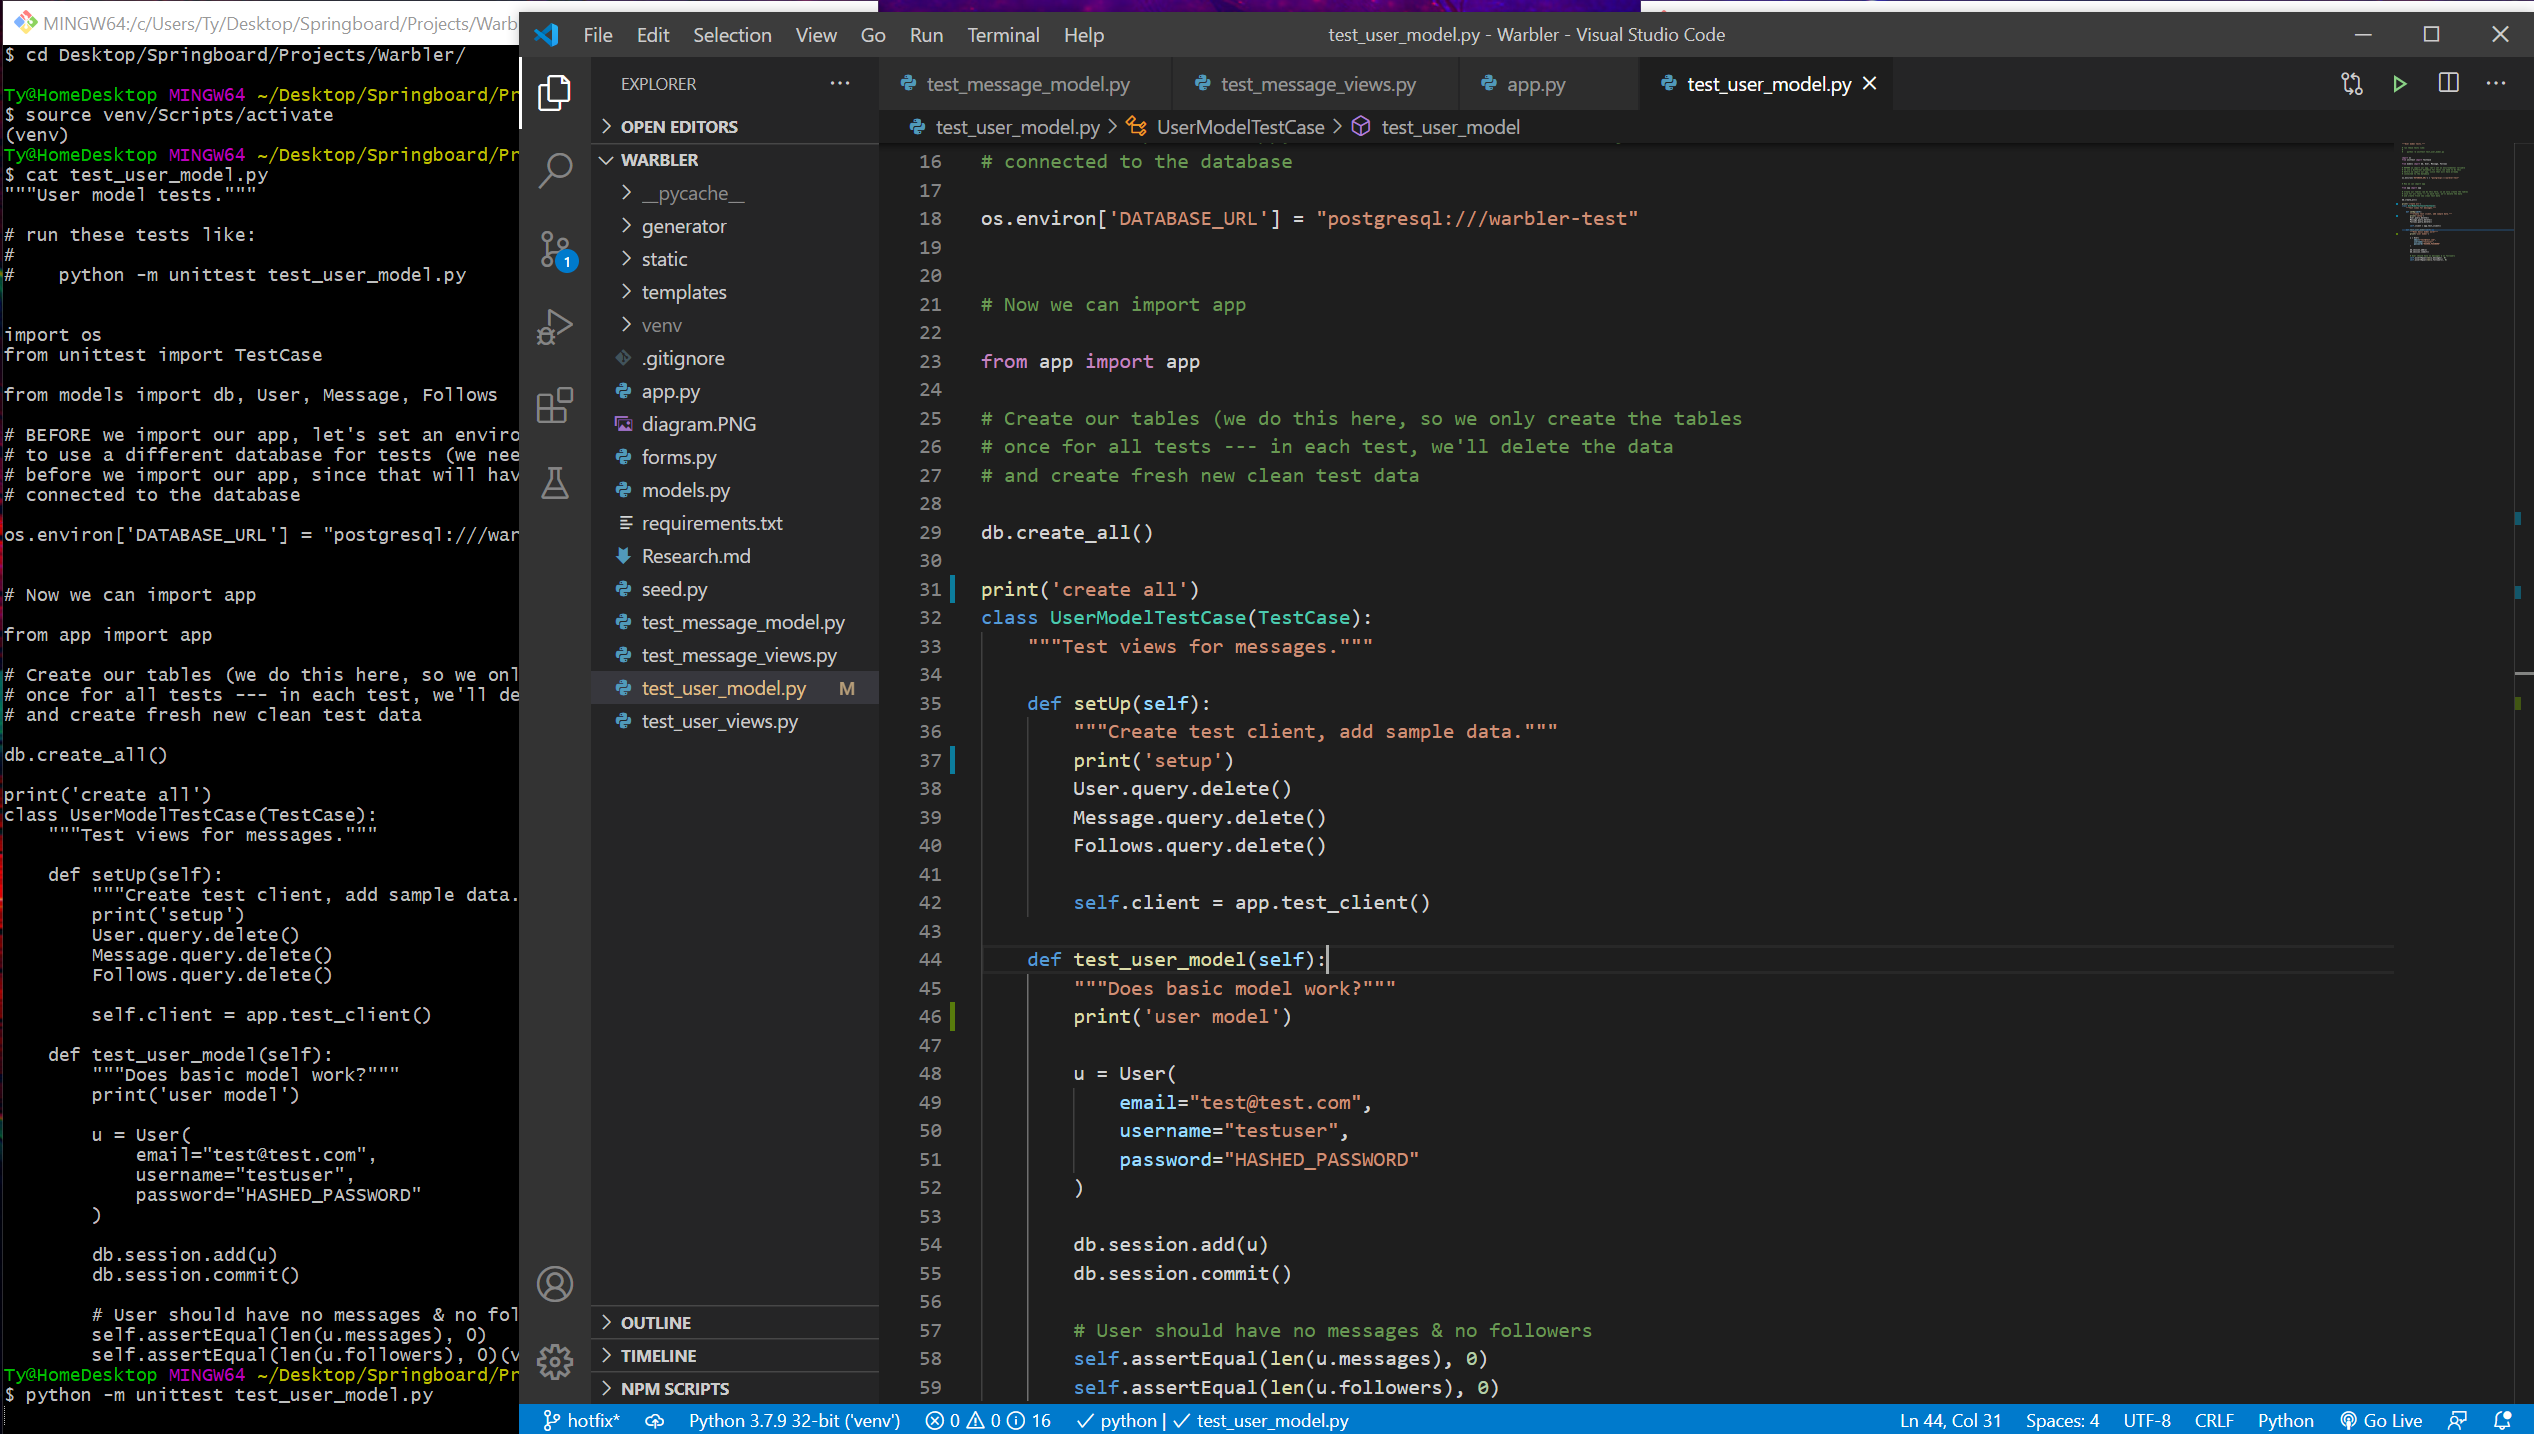 MINGW64:/c/Users/Ty/Desktop/Springboard/Projects/Warb
$ cd Desktop/Springboard/Projects/Warbler/
Ty@HomeDesktop MINGW64 ~/Desktop/Springboard/Pr
$ source venv/Scripts/activate
(venv)
Ty@HomeDesktop MINGW64 ~/Desktop/Springboard/Pr
$ cat test_user_model.py
"""User model tests."""
# run these tests like:
#
#    python -m unittest test_user_model.py
import os
from unittest import TestCase
from models import db, User, Message, Follows
# BEFORE we import our app, let's set an enviro
# to use a different database for tests (we nee
# before we import our app, since that will hav
# connected to the database
os.environ['DATABASE_URL'] = "postgresql:///war
# Now we can import app
from app import app
# Create our tables (we do this here, so we onl
# once for all tests --- in each test, we'll de
# and create fresh new clean test data
db.create_all()
print('create all')
class UserModelTestCase(TestCase):
    """Test views for messages."""
    def setUp(self):
        """Create test client, add sample data.
        print('setup')
        User.query.delete()
        Message.query.delete()
        Follows.query.delete()
        self.client = app.test_client()
    def test_user_model(self):
        """Does basic model work?"""
        print('user model')
        u = User(
            email="test@test.com",
            username="testuser",
            password="HASHED_PASSWORD"
        )
        db.session.add(u)
        db.session.commit()
        # User should have no messages & no fol
        self.assertEqual(len(u.messages), 0)
        self.assertEqual(len(u.followers), 0)(v
Ty@HomeDesktop MINGW64 ~/Desktop/Springboard/Pr
$ python -m unittest test_user_model.py
File Edit Selection View Go Run Terminal Help
test_user_model.py - Warbler - Visual Studio Code
EXPLORER
OPEN EDITORS
WARBLER
__pycache__
generator
static
templates
venv
.gitignore
app.py
diagram.PNG
forms.py
models.py
requirements.txt
Research.md
seed.py
test_message_model.py
test_message_views.py
test_user_model.py M
test_user_views.py
OUTLINE
TIMELINE
NPM SCRIPTS
1
test_message_model.py test_message_views.py app.py test_user_model.py
test_user_model.py > UserModelTestCase > test_user_model
16 # connected to the database
17
18 os.environ['DATABASE_URL'] = "postgresql:///warbler-test"
19
20
21 # Now we can import app
22
23 from app import app
24
25 # Create our tables (we do this here, so we only create the tables
26 # once for all tests --- in each test, we'll delete the data
27 # and create fresh new clean test data
28
29 db.create_all()
30
31 print('create all')
32 class UserModelTestCase(TestCase):
33     """Test views for messages."""
34
35     def setUp(self):
36         """Create test client, add sample data."""
37         print('setup')
38         User.query.delete()
39         Message.query.delete()
40         Follows.query.delete()
41
42         self.client = app.test_client()
43
44     def test_user_model(self):
45         """Does basic model work?"""
46         print('user model')
47
48         u = User(
49             email="test@test.com",
50             username="testuser",
51             password="HASHED_PASSWORD"
52         )
53
54         db.session.add(u)
55         db.session.commit()
56
57         # User should have no messages & no followers
58         self.assertEqual(len(u.messages), 0)
59         self.assertEqual(len(u.followers), 0)
hotfix* Python 3.7.9 32-bit ('venv') 0 0 16 python | test_user_model.py Ln 44, Col 31 Spaces: 4 UTF-8 CRLF Python Go Live